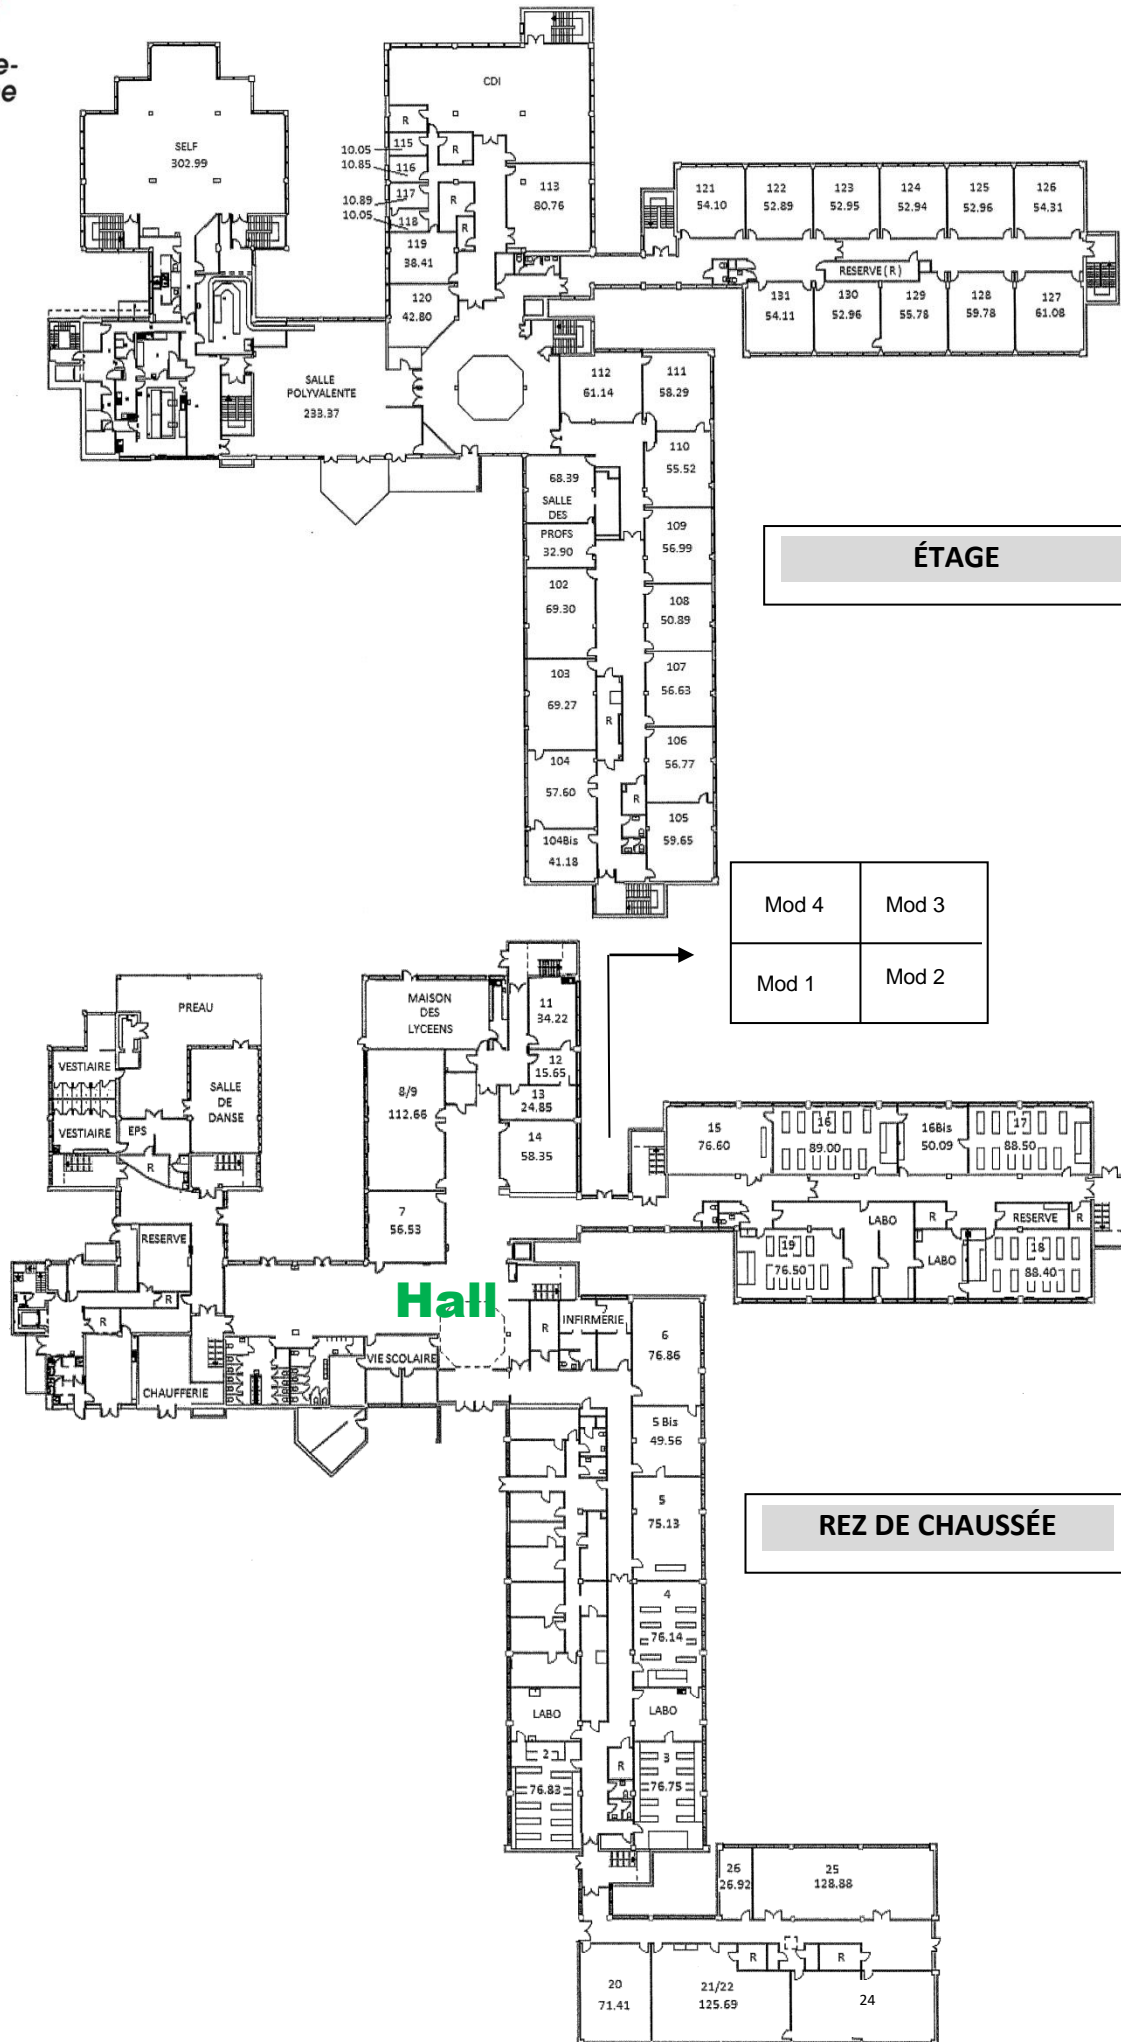 e-
e
CDI
SELF
302.99
R
10.05
115
R
10.85
116
10.89
117
R
10.05
118
R
119
38.41
120
42.80
113
80.76
121
54.10
122
52.89
123
52.95
124
52.94
125
52.96
126
54.31
RESERVE ( R )
131
54.11
130
52.96
129
55.78
128
59.78
127
61.08
SALLE
POLYVALENTE
233.37
112
61.14
111
58.29
110
55.52
68.39
SALLE
DES
PROFS
32.90
109
56.99
102
69.30
108
50.89
103
69.27
107
56.63
R
104
57.60
106
56.77
R
104Bis
41.18
105
59.65
ÉTAGE
Mod 4
Mod 3
Mod 1
Mod 2
PREAU
VESTIAIRE
SALLE
DE
DANSE
VESTIAIRE
EPS
R
MAISON
DES
LYCEENS
11
34.22
12
15.65
13
24.85
14
58.35
8/9
112.66
7
56.53
15
76.60
16
89.00
16Bis
50.09
17
88.50
LABO
R
RESERVE
R
19
76.50
LABO
18
88.40
RESERVE
R
R
CHAUFFERIE
Hall
VIE SCOLAIRE
R
INFIRMERIE
6
76.86
5 Bis
49.56
5
75.13
4
76.14
LABO
LABO
2
76.83
R
3
76.75
REZ DE CHAUSSÉE
26
26.92
25
128.88
R
R
20
71.41
21/22
125.69
24